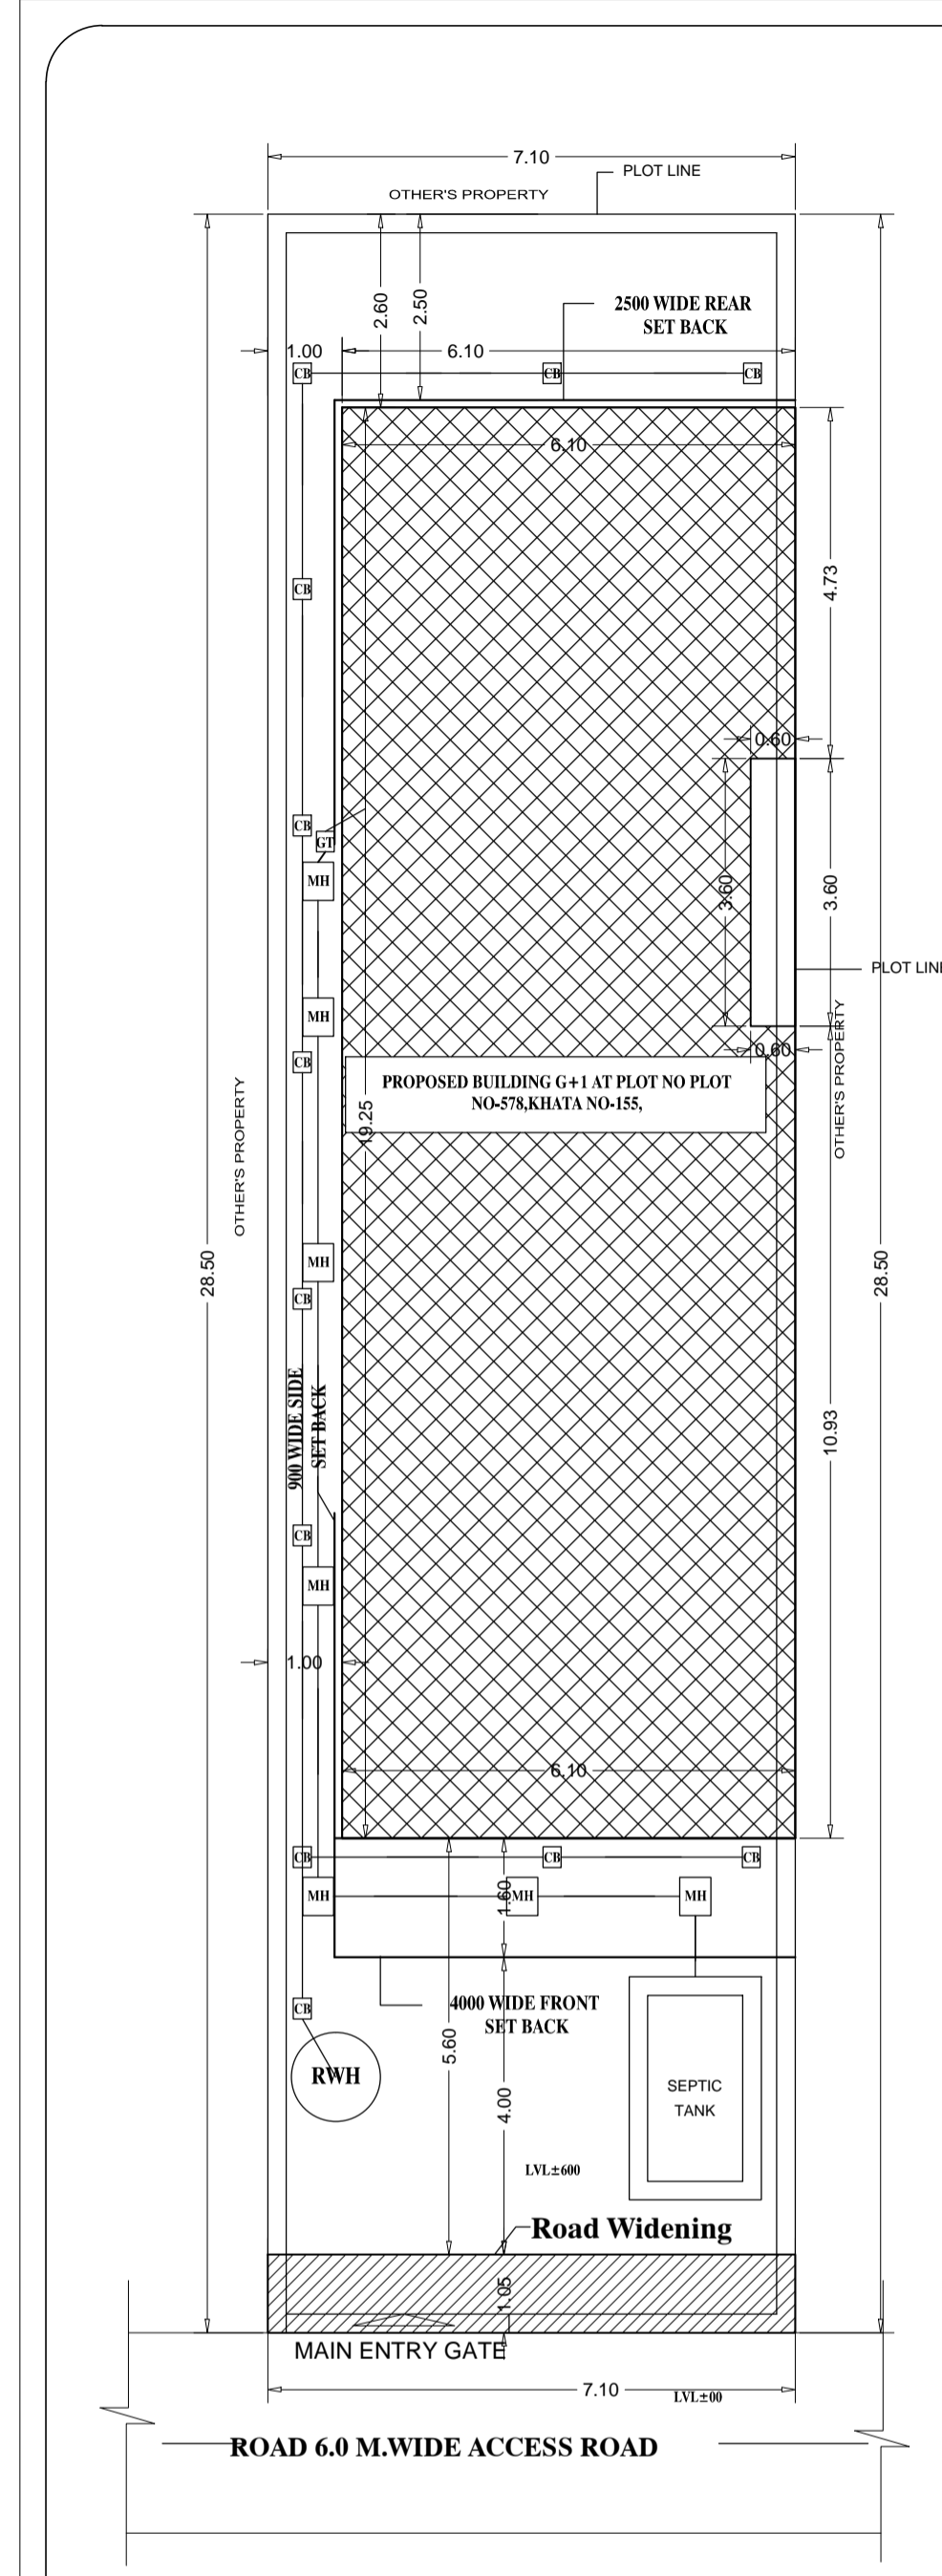 7.10
PLOT LINE
OTHER'S PROPERTY
2.60
2.50
2500 WIDE REAR
SET BACK
1.00
6.10
CB
CB
CB
6.10
4.73
CB
0.60
CB
GT
MH
3.60
3.60
PLOT LINE
MH
0.60
CB
OTHER'S PROPERTY
PROPOSED BUILDING G+1 AT PLOT NO PLOT
NO-578,KHATA NO-155,
19.25
OTHER'S PROPERTY
28.50
28.50
MH
CB
900 WIDE SIDE
SET BACK
10.93
CB
MH
1.00
6.10
CB
CB
CB
MH
1.60
MH
MH
4000 WIDE FRONT
SET BACK
CB
5.60
RWH
4.00
SEPTIC
TANK
LVL±600
Road Widening
1.05
MAIN ENTRY GATE
7.10
LVL±00
ROAD 6.0 M.WIDE ACCESS ROAD